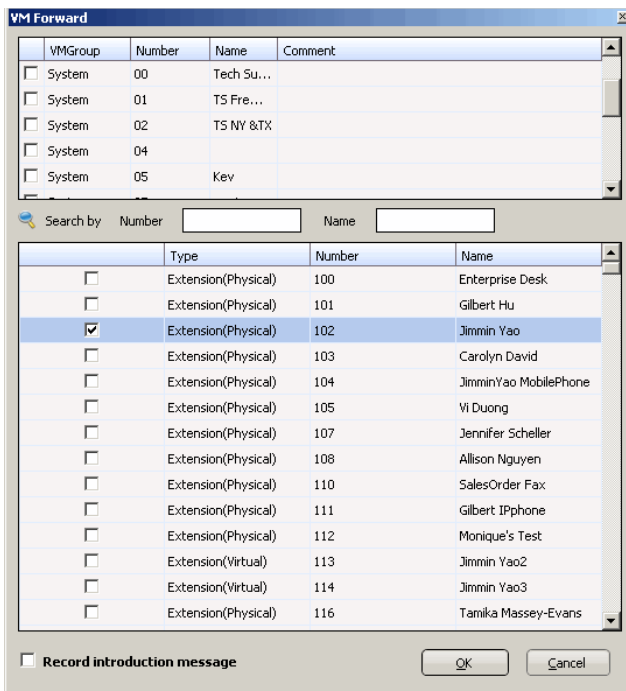 VM Forward
VMGroup Number Name Comment
System 00 Tech Su...
System 01 TS Fre...
System 02 TS NY &TX
System 04
System 05 Kev
Search by Number Name
Type Number Name
Extension(Physical) 100 Enterprise Desk
Extension(Physical) 101 Gilbert Hu
Extension(Physical) 102 Jimmin Yao
Extension(Physical) 103 Carolyn David
Extension(Physical) 104 JimminYao MobilePhone
Extension(Physical) 105 Vi Duong
Extension(Physical) 107 Jennifer Scheller
Extension(Physical) 108 Allison Nguyen
Extension(Physical) 110 SalesOrder Fax
Extension(Physical) 111 Gilbert IPphone
Extension(Physical) 112 Monique's Test
Extension(Virtual) 113 Jimmin Yao2
Extension(Virtual) 114 Jimmin Yao3
Extension(Physical) 116 Tamika Massey-Evans
Record introduction message OK Cancel